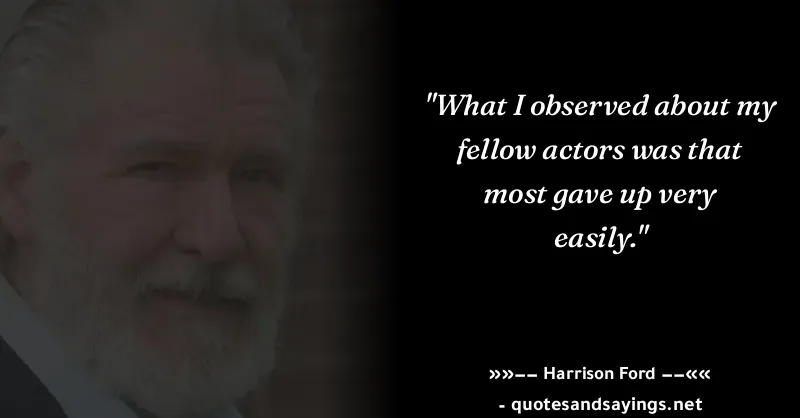 "What I observed about my
fellow actors was that
most gave up very
easily."
»»—— Harrison Ford ——««
- quotesandsayings.net